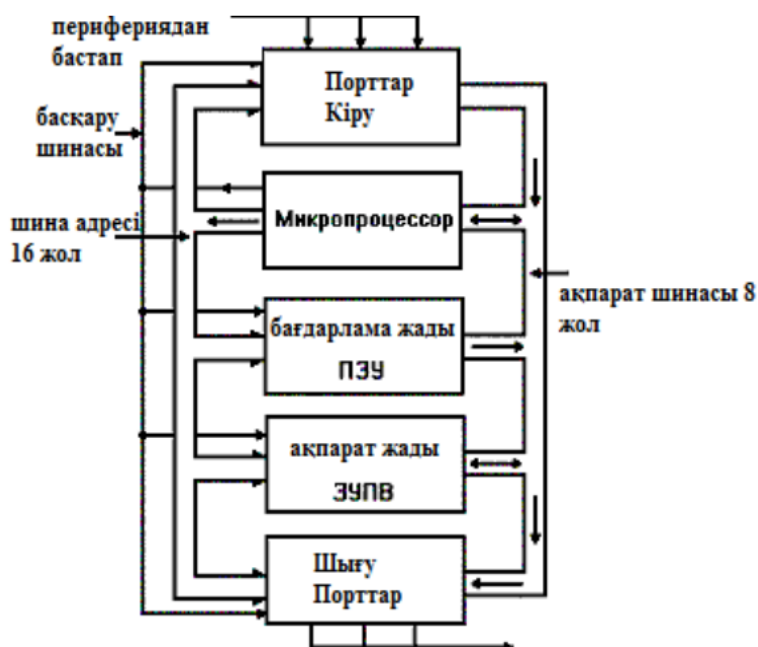 перифериядан
бастап
Порттар
Кіру
басқару
шинасы
Микропроцессор
шина адресі
16 жол
ақпарат шинасы 8
жол
бағдарлама жады
ПЗУ
ақпарат жады
ЗУПВ
Шығу
Порттар